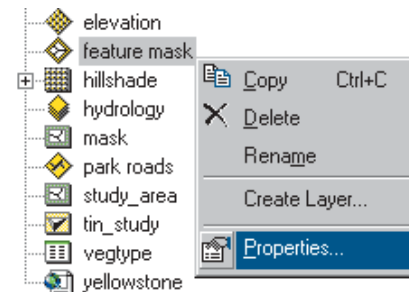 elevation
feature mask
hillshade
hydrology
mask
park roads
study_area
tin_study
vegtype
yellowstone
Copy Ctrl+C
Delete
Rename
Create Layer...
Properties...